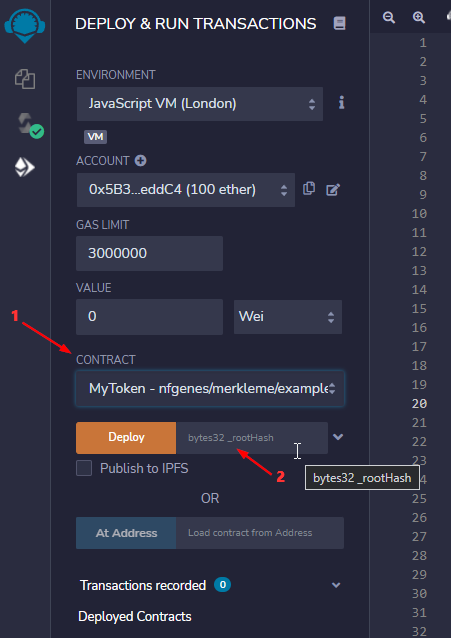 DEPLOY & RUN TRANSACTIONS
ENVIRONMENT
JavaScript VM (London)
VM
ACCOUNT
0x5B3...eddC4 (100 ether)
GAS LIMIT
3000000
VALUE
0 Wei
1
CONTRACT
MyToken - nfgenes/merkleme/example
Deploy bytes32 _rootHash
2
Publish to IPFS
bytes32 _rootHash
OR
At Address Load contract from Address
Transactions recorded 0
Deployed Contracts
1
2
3
4
5
6
7
8
9
10
11
12
13
14
15
16
17
18
19
20
21
22
23
24
25
26
27
28
29
30
31
32